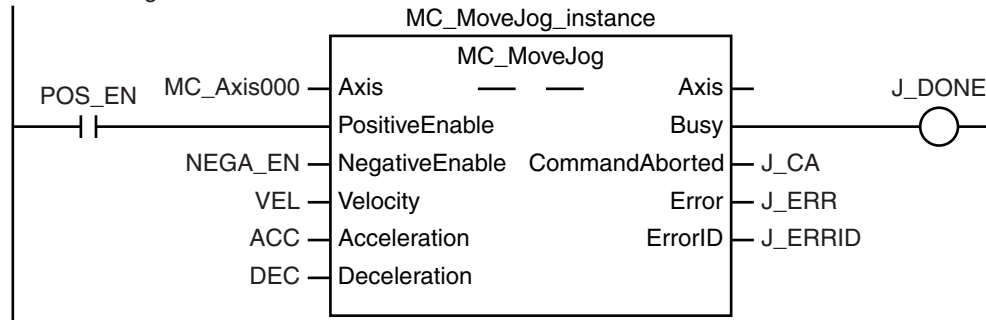 MC_MoveJog_instance
MC_MoveJog
POS_EN MC_Axis000 Axis Axis J_DONE
PositiveEnable Busy
NEGA_EN NegativeEnable CommandAborted J_CA
VEL Velocity Error J_ERR
ACC Acceleration ErrorID J_ERRID
DEC Deceleration